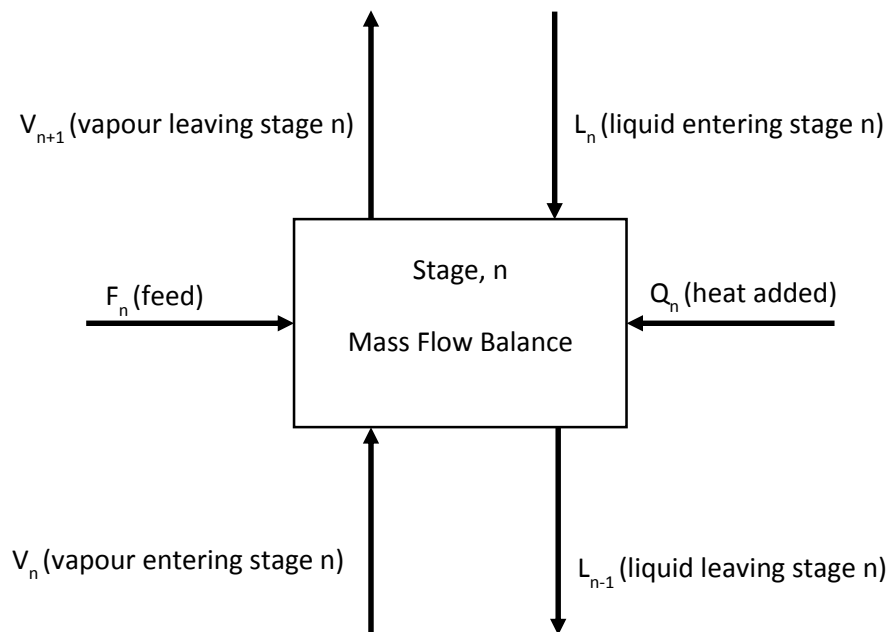 V_{n+1} (vapour leaving stage n)
L_n (liquid entering stage n)
Stage, n
F_n (feed)
Q_n (heat added)
Mass Flow Balance
V_n (vapour entering stage n)
L_{n-1} (liquid leaving stage n)